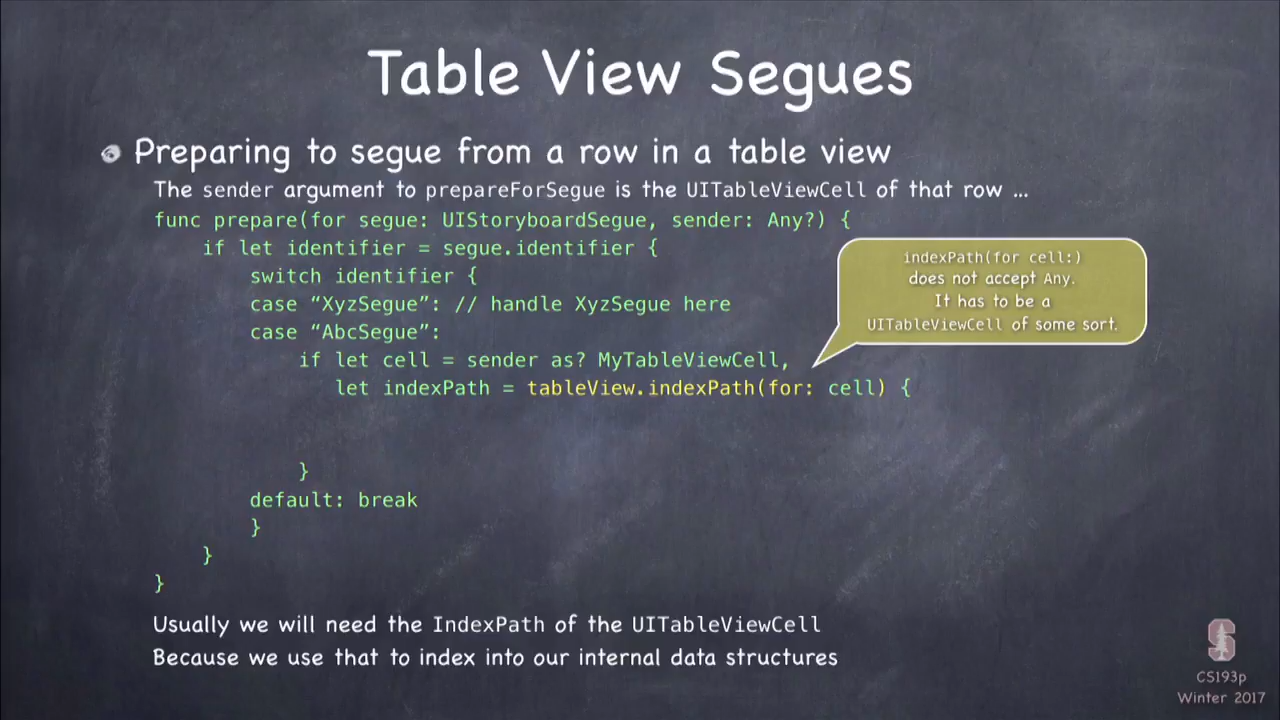 Table View Segues
Preparing to segue from a row in a table view
The sender argument to prepareForSegue is the UITableViewCell of that row …
func prepare(for segue: UIStoryboardSegue, sender: Any?) {
if let identifier = segue.identifier {
switch identifier {
case “XyzSegue”: // handle XyzSegue here
case “AbcSegue”:
if let cell = sender as? MyTableViewCell,
let indexPath = tableView.indexPath(for: cell) {
indexPath(for cell:)
does not accept Any.
It has to be a
UITableViewCell of some sort.
}
default: break
}
}
}
Usually we will need the IndexPath of the UITableViewCell
Because we use that to index into our internal data structures
S
CS193p
Winter 2017